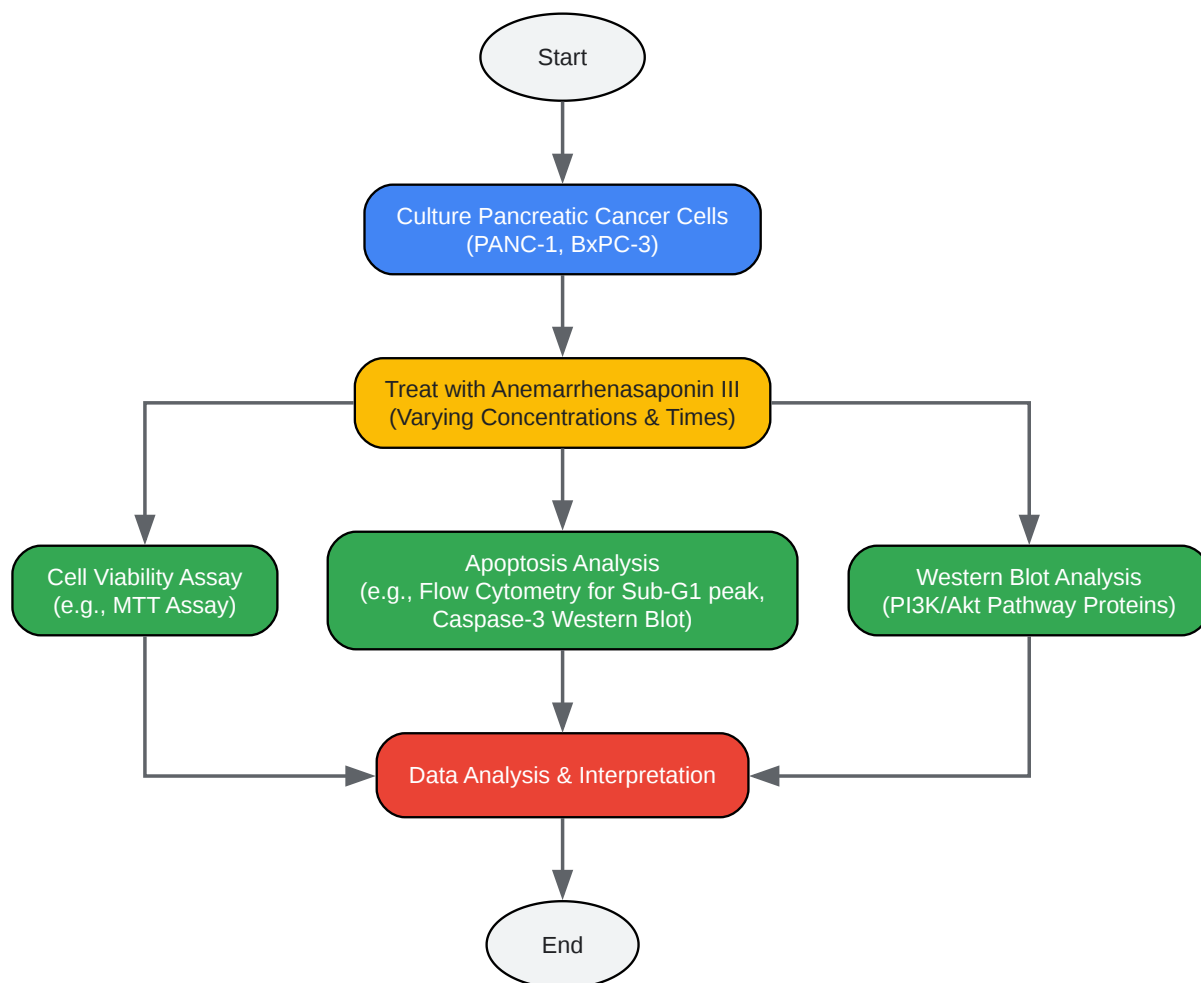 Start
Culture Pancreatic Cancer Cells
(PANC-1, BxPC-3)
Treat with Anemarrhenasaponin III
(Varying Concentrations & Times)
Cell Viability Assay
(e.g., MTT Assay)
Apoptosis Analysis
(e.g., Flow Cytometry for Sub-G1 peak,
Caspase-3 Western Blot)
Western Blot Analysis
(PI3K/Akt Pathway Proteins)
Data Analysis & Interpretation
End